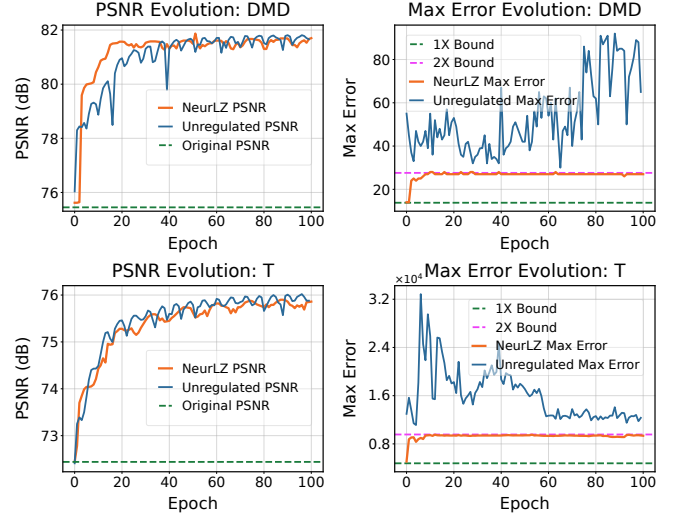 PSNR Evolution: DMD
82
80
78
76
PSNR (dB)
NeurLZ PSNR
Unregulated PSNR
Original PSNR
0 20 40 60 80 100
Epoch
Max Error Evolution: DMD
80
60
40
20
Max Error
1X Bound
2X Bound
NeurLZ Max Error
Unregulated Max Error
0 20 40 60 80 100
Epoch
PSNR Evolution: T
76
75
74
73
PSNR (dB)
NeurLZ PSNR
Unregulated PSNR
Original PSNR
0 20 40 60 80 100
Epoch
×10⁴
Max Error Evolution: T
3.2
2.4
1.6
0.8
Max Error
1X Bound
2X Bound
NeurLZ Max Error
Unregulated Max Error
0 20 40 60 80 100
Epoch